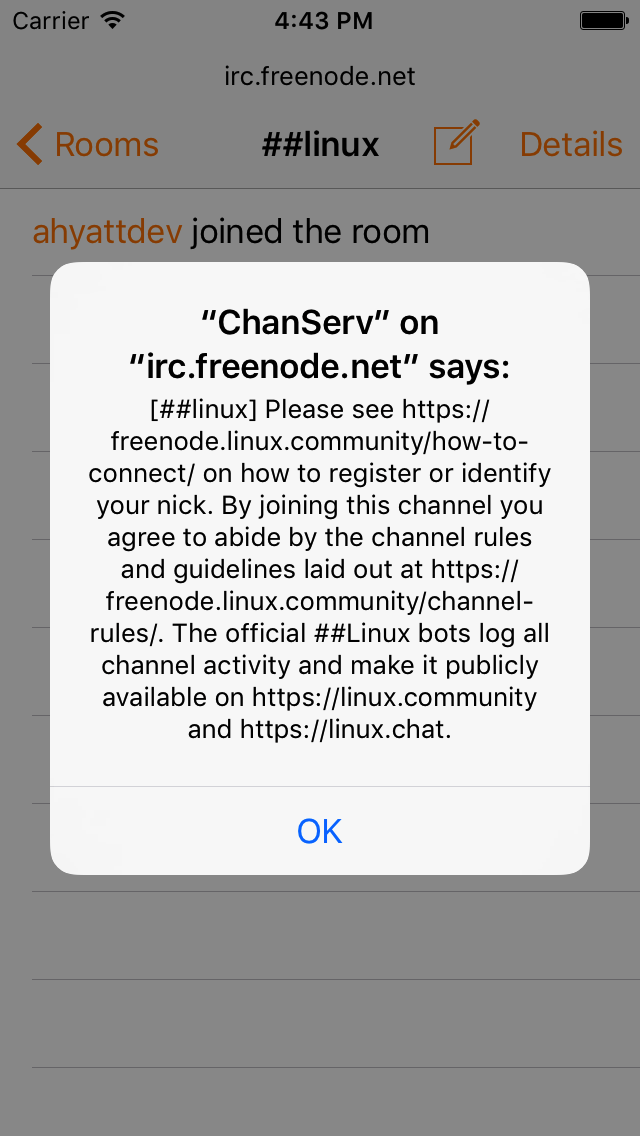 Carrier 4:43 PM
irc.freenode.net
Rooms ##linux Details
ahyattdev joined the room
“ChanServ” on
“irc.freenode.net” says:
[##linux] Please see https://
freenode.linux.community/how-to-
connect/ on how to register or identify
your nick. By joining this channel you
agree to abide by the channel rules
and guidelines laid out at https://
freenode.linux.community/channel-
rules/. The official ##Linux bots log all
channel activity and make it publicly
available on https://linux.community
and https://linux.chat.
OK